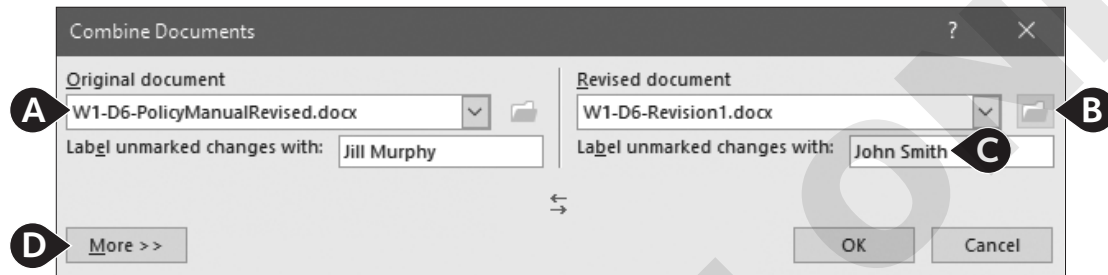 Combine Documents ? ×
Original document Revised document
A W1-D6-PolicyManualRevised.docx W1-D6-Revision1.docx B
Label unmarked changes with: Jill Murphy Label unmarked changes with: John Smith C
D More >> OK Cancel